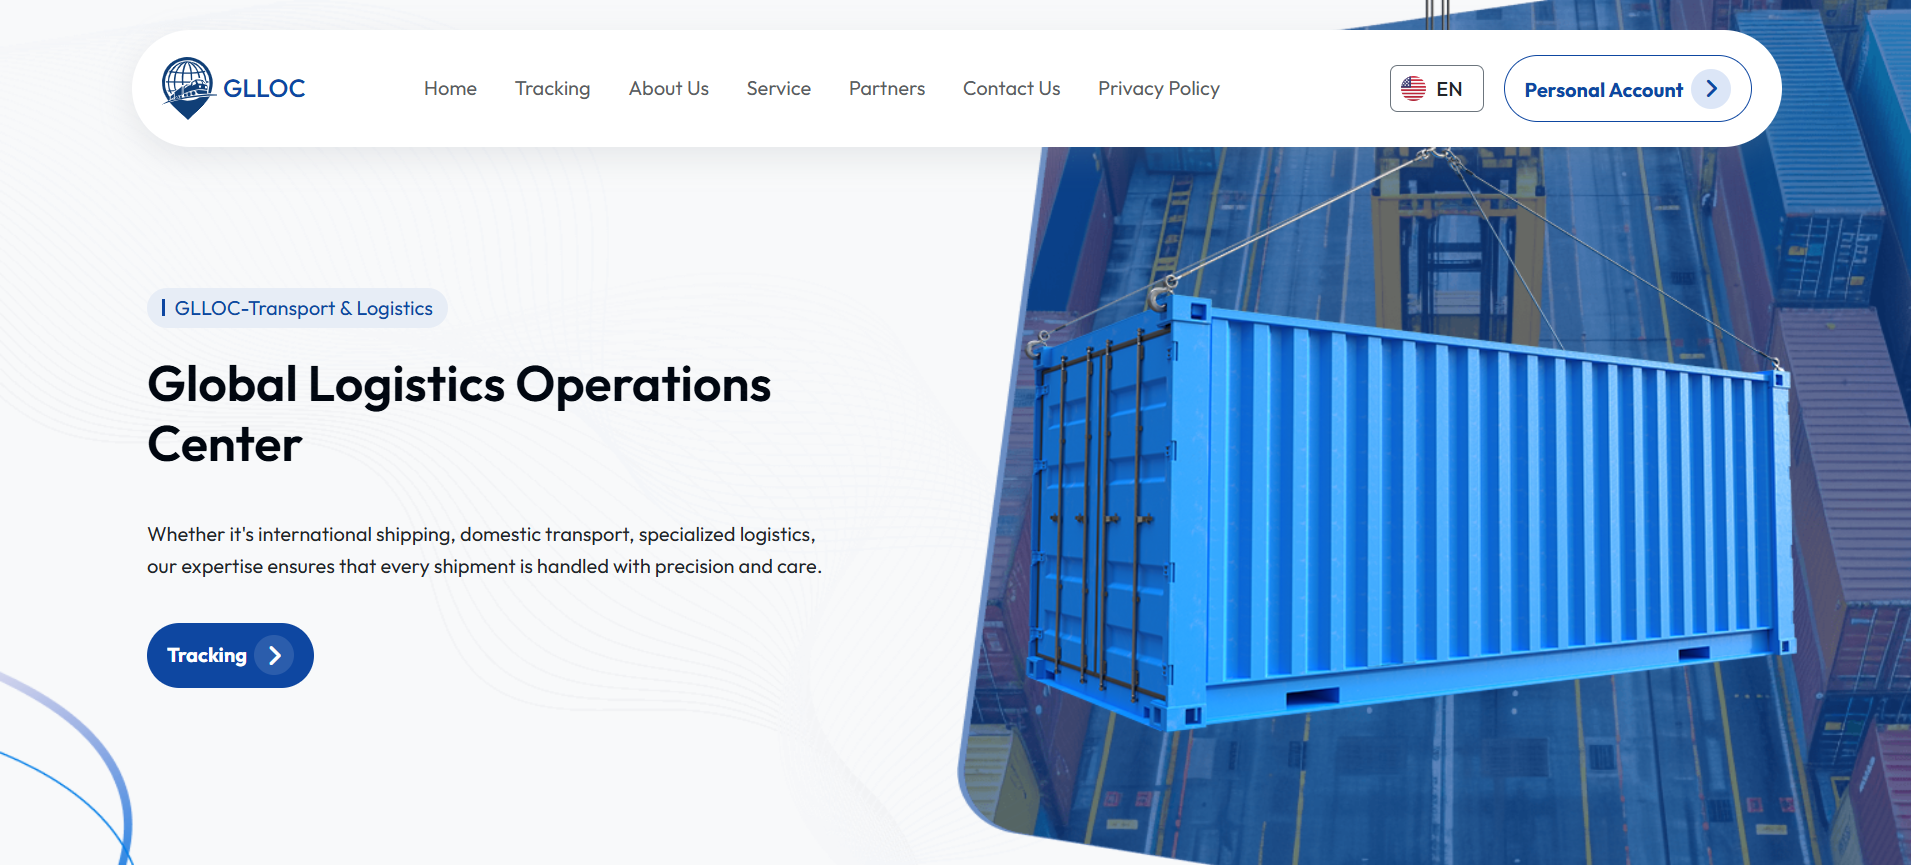 GLLOC
Home
Tracking
About Us
Service
Partners
Contact Us
Privacy Policy
EN
Personal Account
GLLOC-Transport & Logistics
Global Logistics Operations
Center
Whether it's international shipping, domestic transport, specialized logistics,
our expertise ensures that every shipment is handled with precision and care.
Tracking